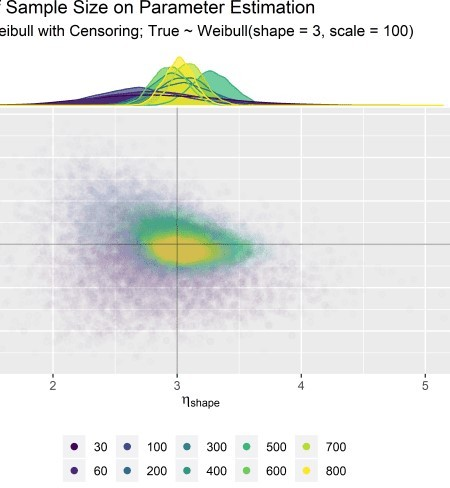 f Sample Size on Parameter Estimation
eibull with Censoring; True ~ Weibull(shape = 3, scale = 100)
2 3 4 5
ηshape
30 100 300 500 700
60 200 400 600 800